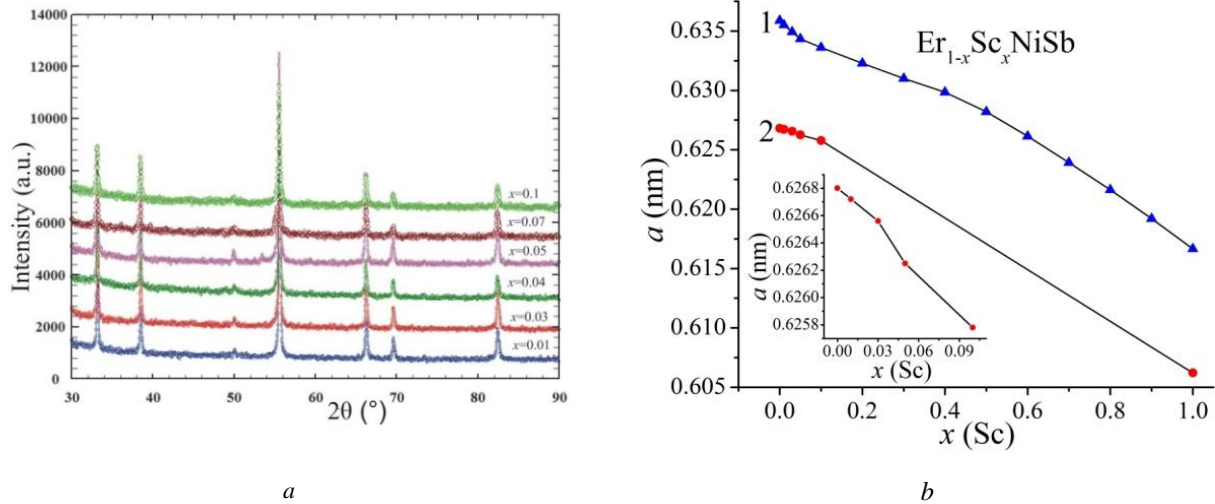 14000
12000
10000
8000
6000
4000
2000
0
Intensity (a.u.)
x=0.1
x=0.07
x=0.05
x=0.04
x=0.03
x=0.01
30 40 50 60 70 80 90
2θ (°)
a
0.635
0.630
0.625
0.620
0.615
0.610
0.605
a (nm)
1
2
Er1-xScxNiSb
0.6268
0.6266
0.6264
0.6262
0.6260
0.6258
a (nm)
0.00 0.03 0.06 0.09
x (Sc)
0.0 0.2 0.4 0.6 0.8 1.0
x (Sc)
b